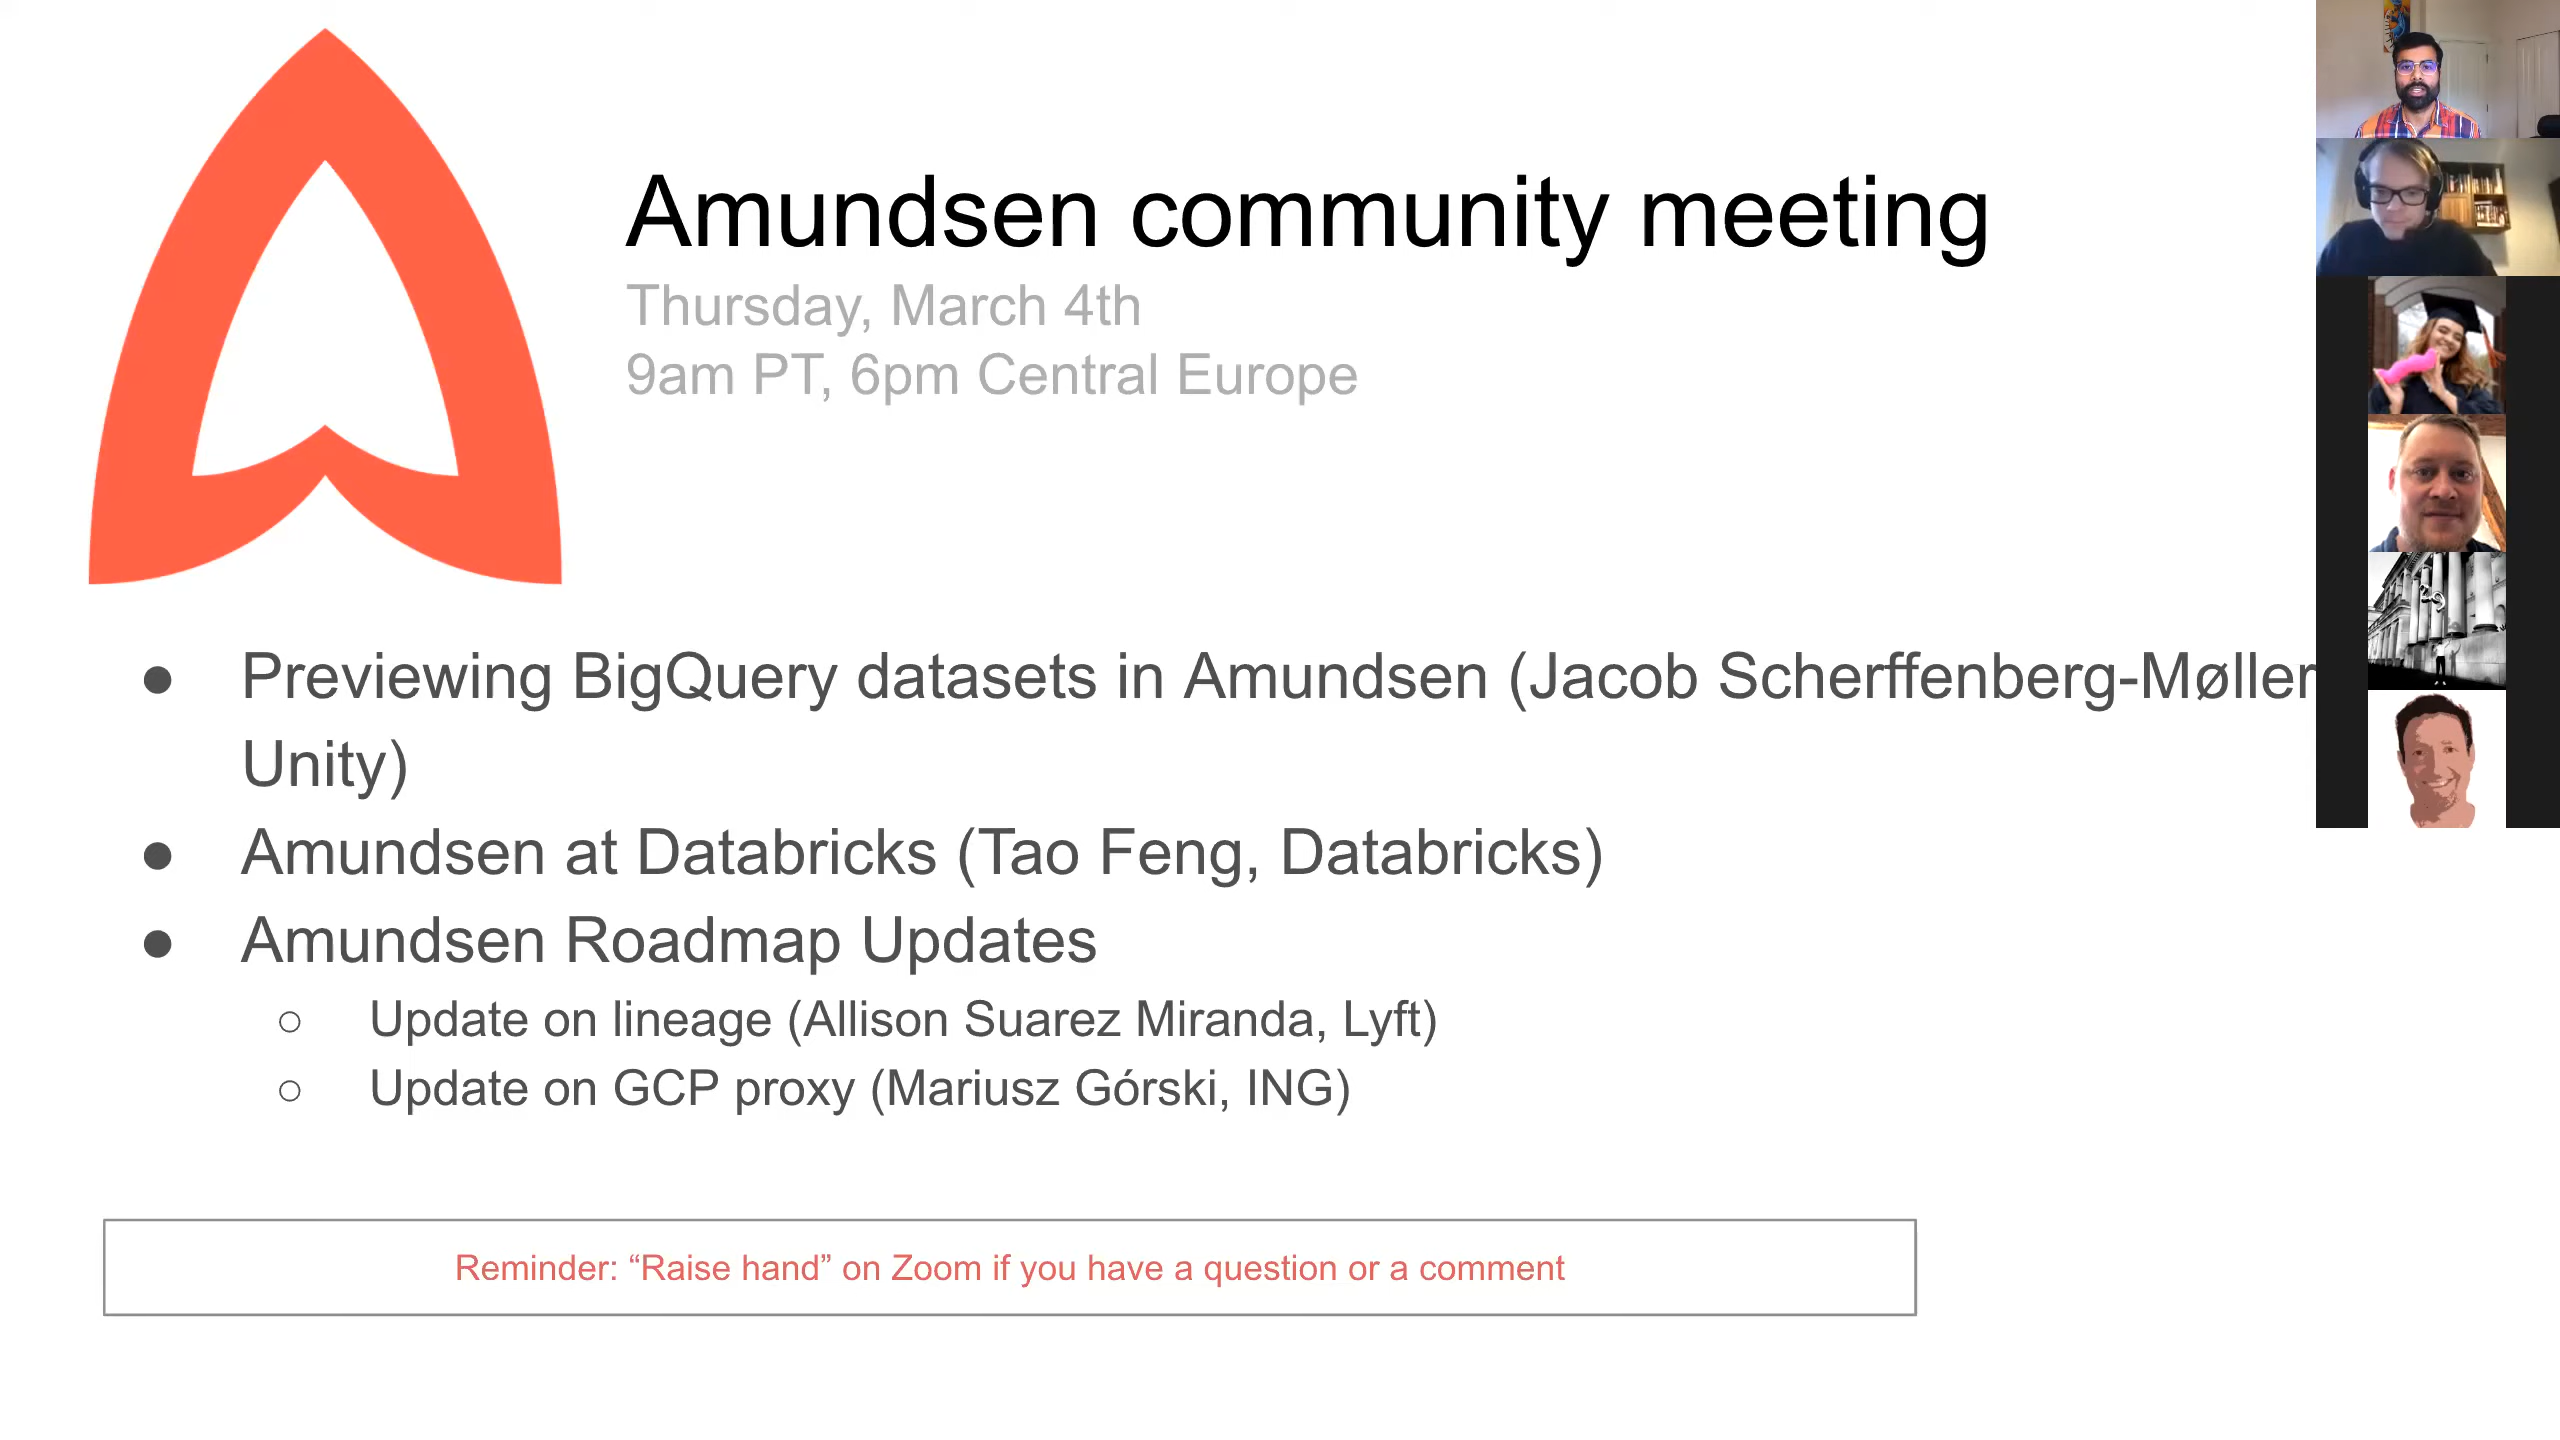 Amundsen community meeting
Thursday, March 4th
9am PT, 6pm Central Europe
● Previewing BigQuery datasets in Amundsen (Jacob Scherffenberg-Møller
Unity)
● Amundsen at Databricks (Tao Feng, Databricks)
● Amundsen Roadmap Updates
○ Update on lineage (Allison Suarez Miranda, Lyft)
○ Update on GCP proxy (Mariusz Górski, ING)
Reminder: “Raise hand” on Zoom if you have a question or a comment